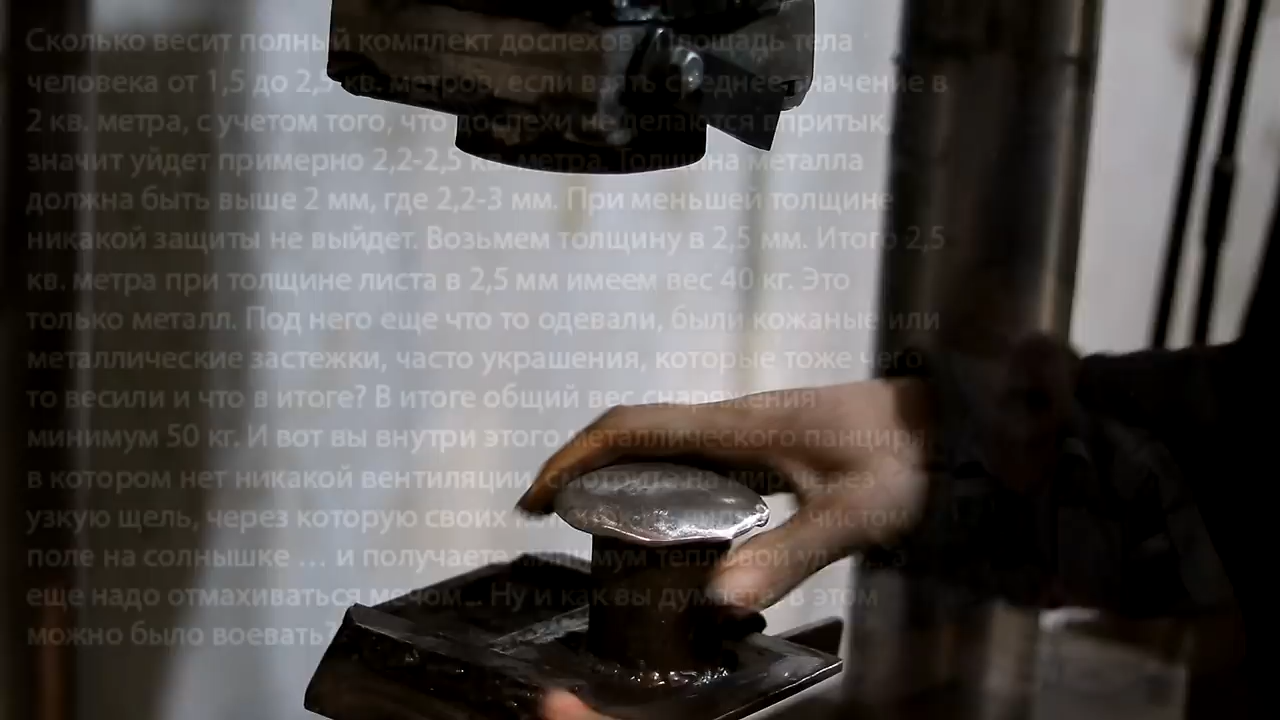 Сколько весит полный комплект доспехов? Площадь тела
человека от 1,5 до 2,5 кв. метров, если взять среднее значение в
2 кв. метра, с учетом того, что доспехи не делаются впритык,
значит уйдет примерно 2,2-2,5 кв. метра. Толщина металла
должна быть выше 2 мм, где 2,2-3 мм. При меньшей толщине
никакой защиты не выйдет. Возьмем толщину в 2,5 мм. Итого 2,5
кв. метра при толщине листа в 2,5 мм имеем вес 40 кг. Это
только металл. Под него еще что то одевали, были кожаные или
металлические застежки, часто украшения, которые тоже чего
то весили и что в итоге? В итоге общий вес снаряжения
минимум 50 кг. И вот вы внутри этого металлического панциря
в котором нет никакой вентиляции, смотрите на мир через
узкую щель, через которую своих не видно, в чистом
поле на солнышке ... и получаете минимум тепловой удар, а
еще надо отмахиваться мечом... Ну и как вы думаете в этом
можно было воевать?